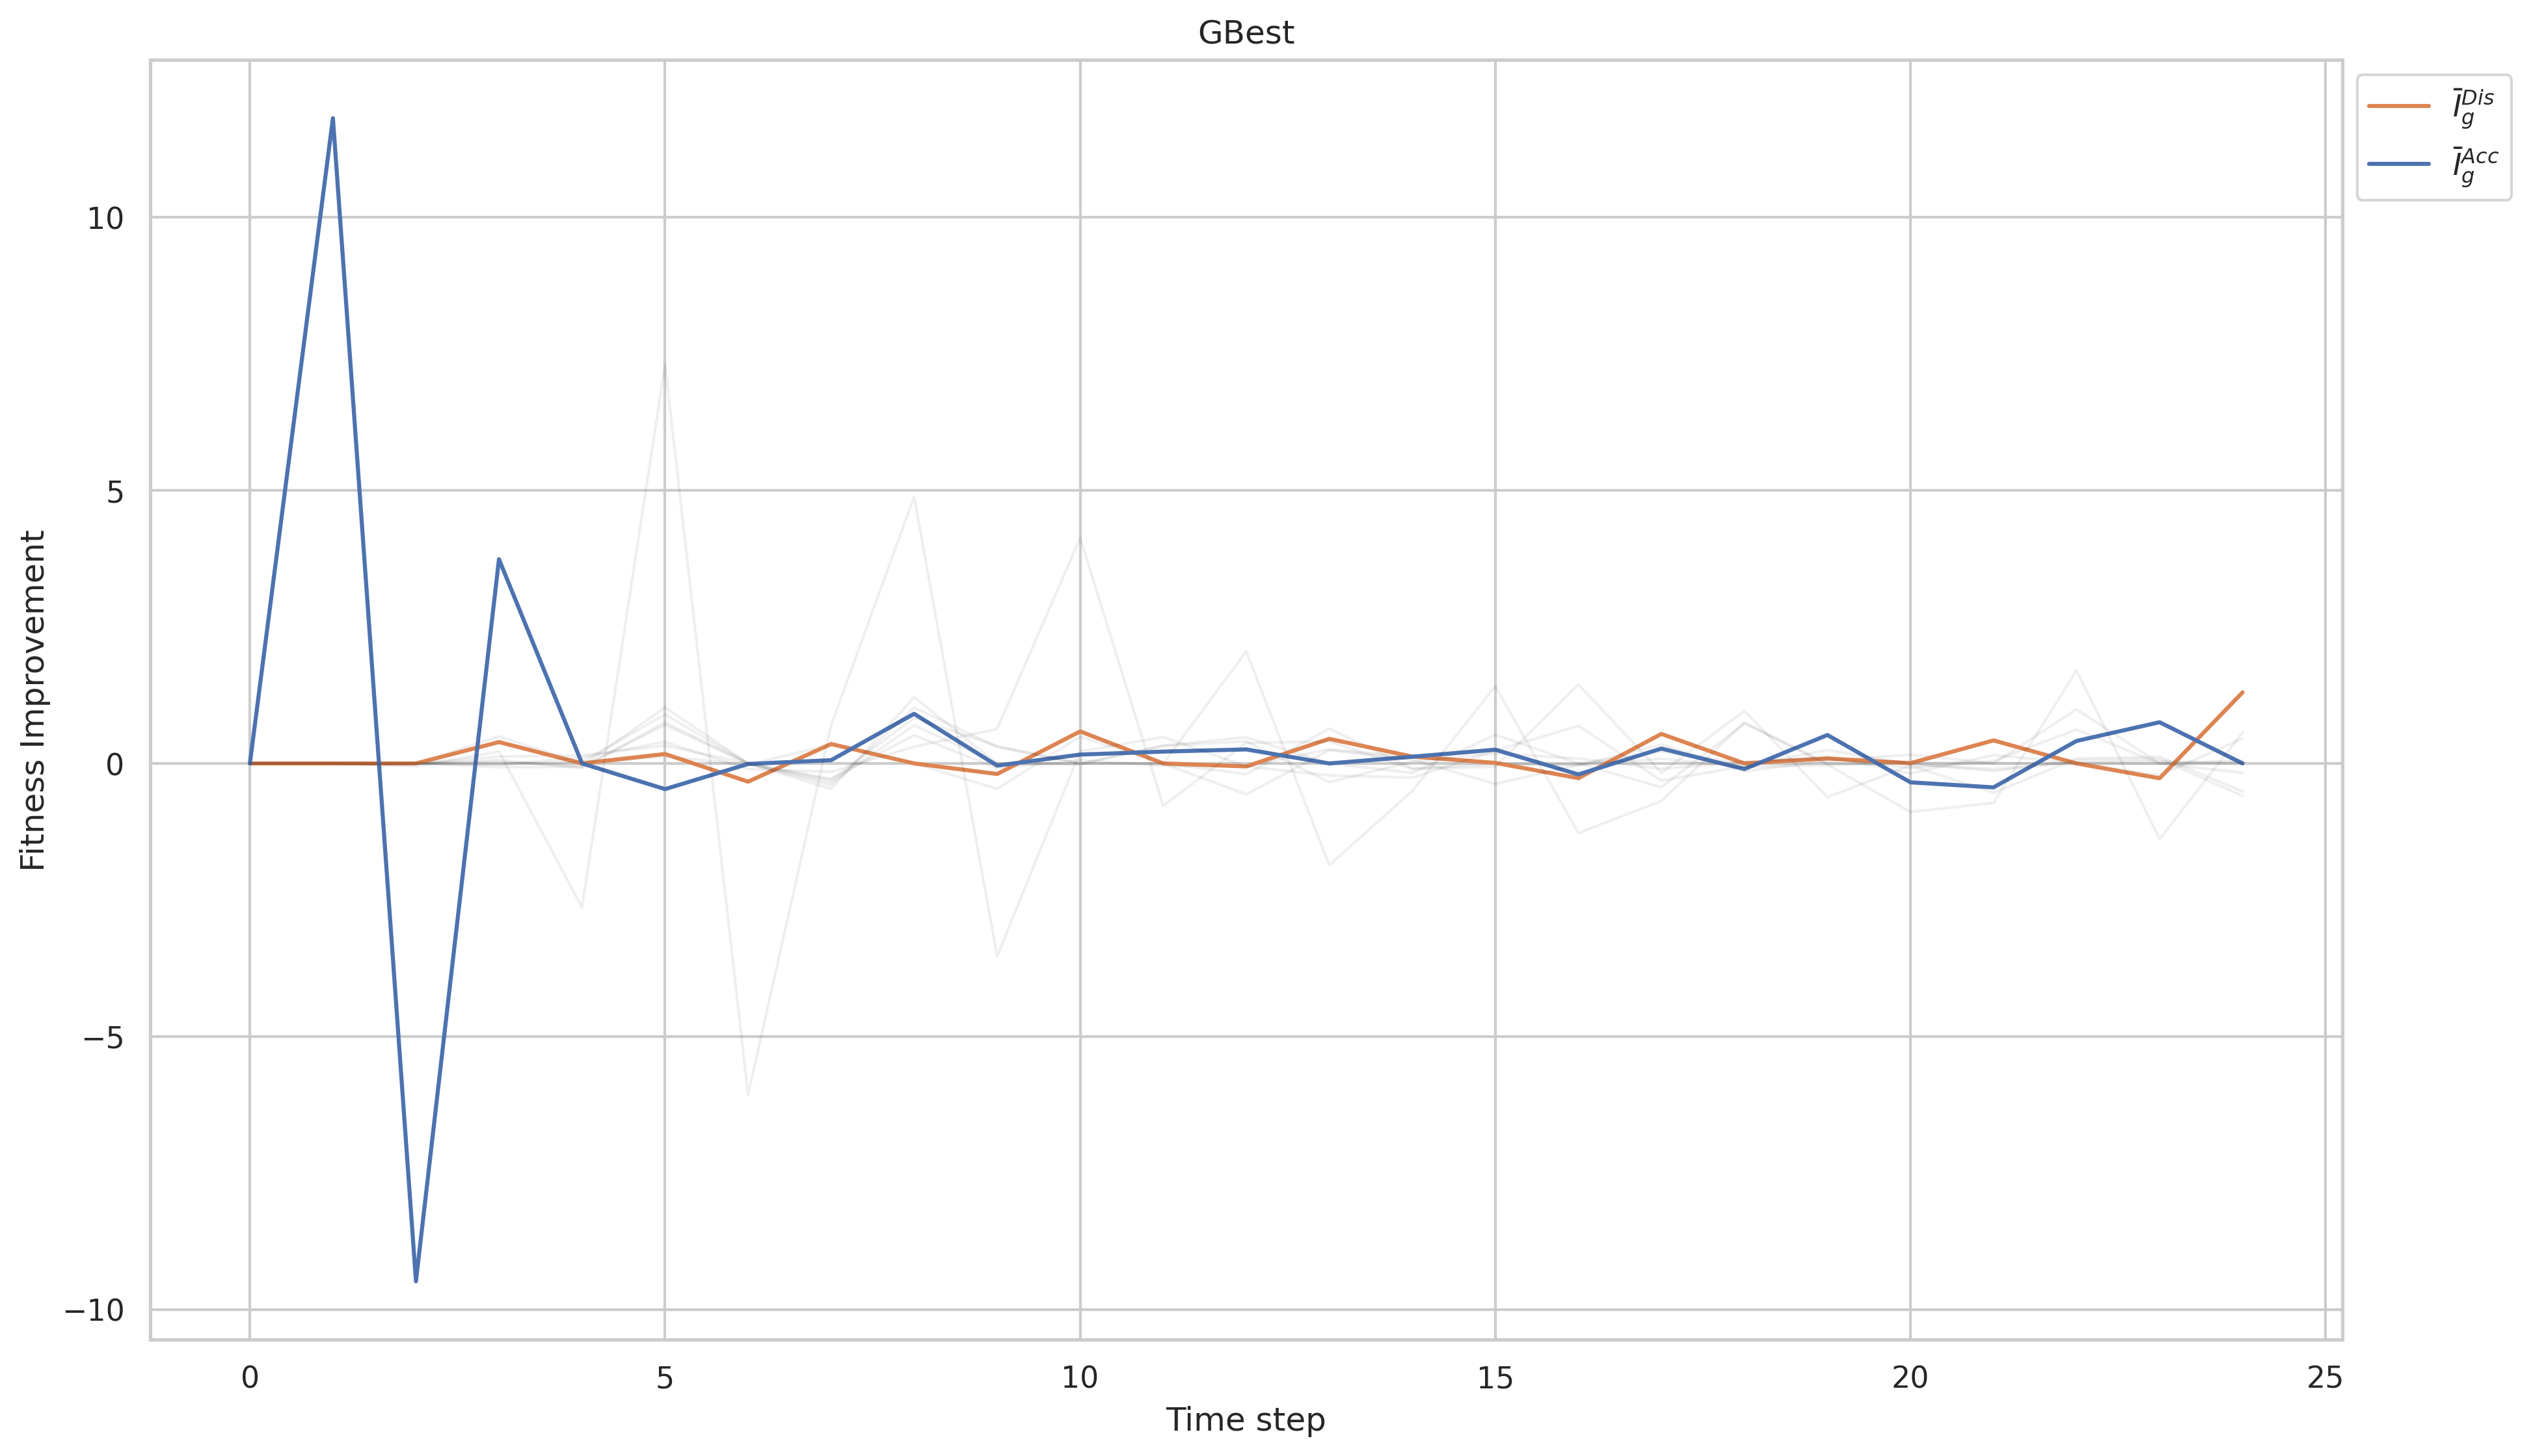 GBest
Fitness Improvement
10
5
0
−5
−10
0 5 10 15 20 25
Time step
Ī_g^{Dis}
Ī_g^{Acc}